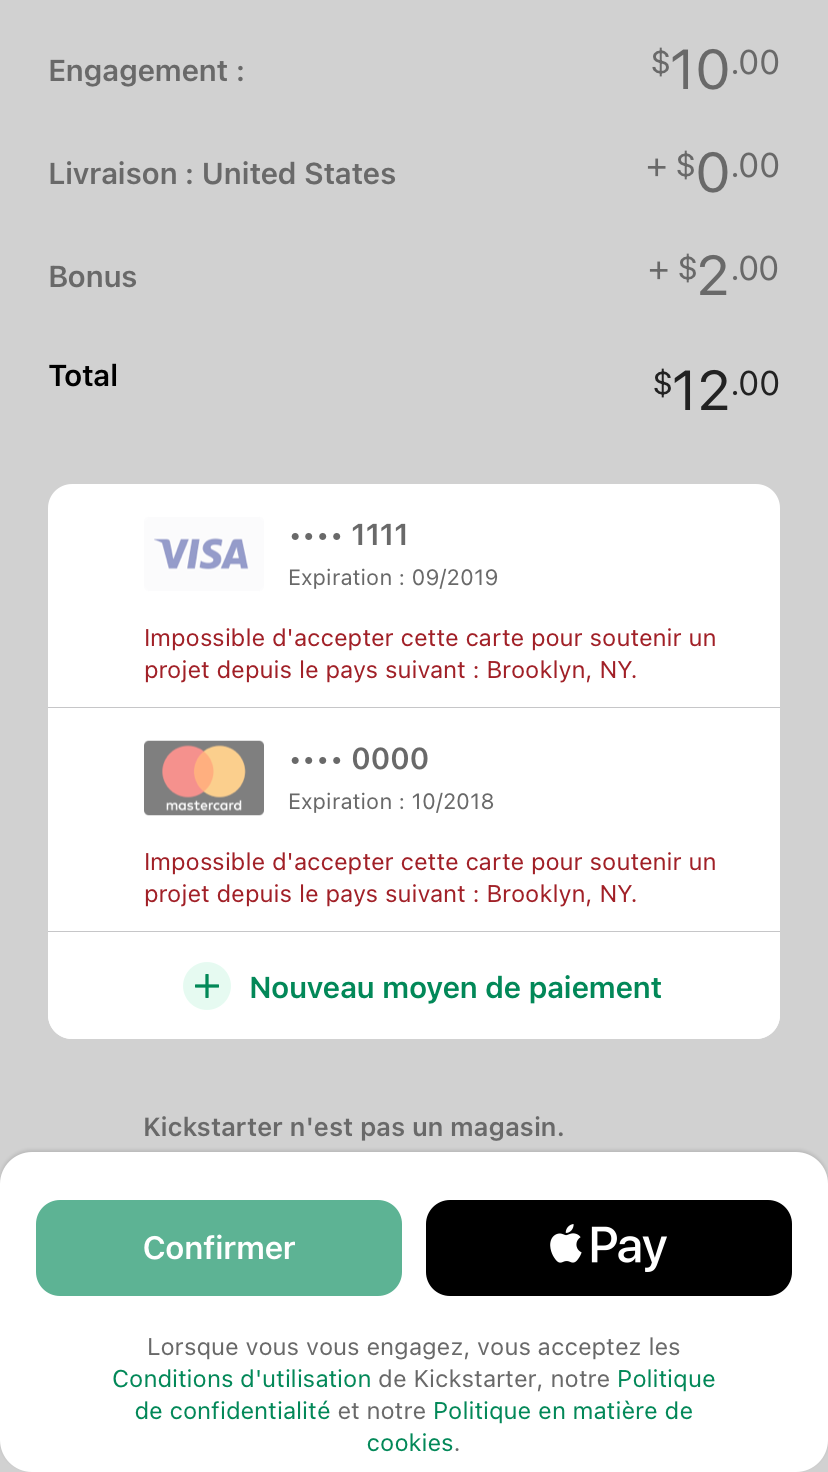 Engagement : $10.00
Livraison : United States + $0.00
Bonus + $2.00
Total $12.00
VISA •••• 1111
Expiration : 09/2019
Impossible d'accepter cette carte pour soutenir un
projet depuis le pays suivant : Brooklyn, NY.
•••• 0000
mastercard Expiration : 10/2018
Impossible d'accepter cette carte pour soutenir un
projet depuis le pays suivant : Brooklyn, NY.
+ Nouveau moyen de paiement
Kickstarter n'est pas un magasin.
Confirmer Pay
Lorsque vous vous engagez, vous acceptez les
Conditions d'utilisation de Kickstarter, notre Politique
de confidentialité et notre Politique en matière de
cookies.